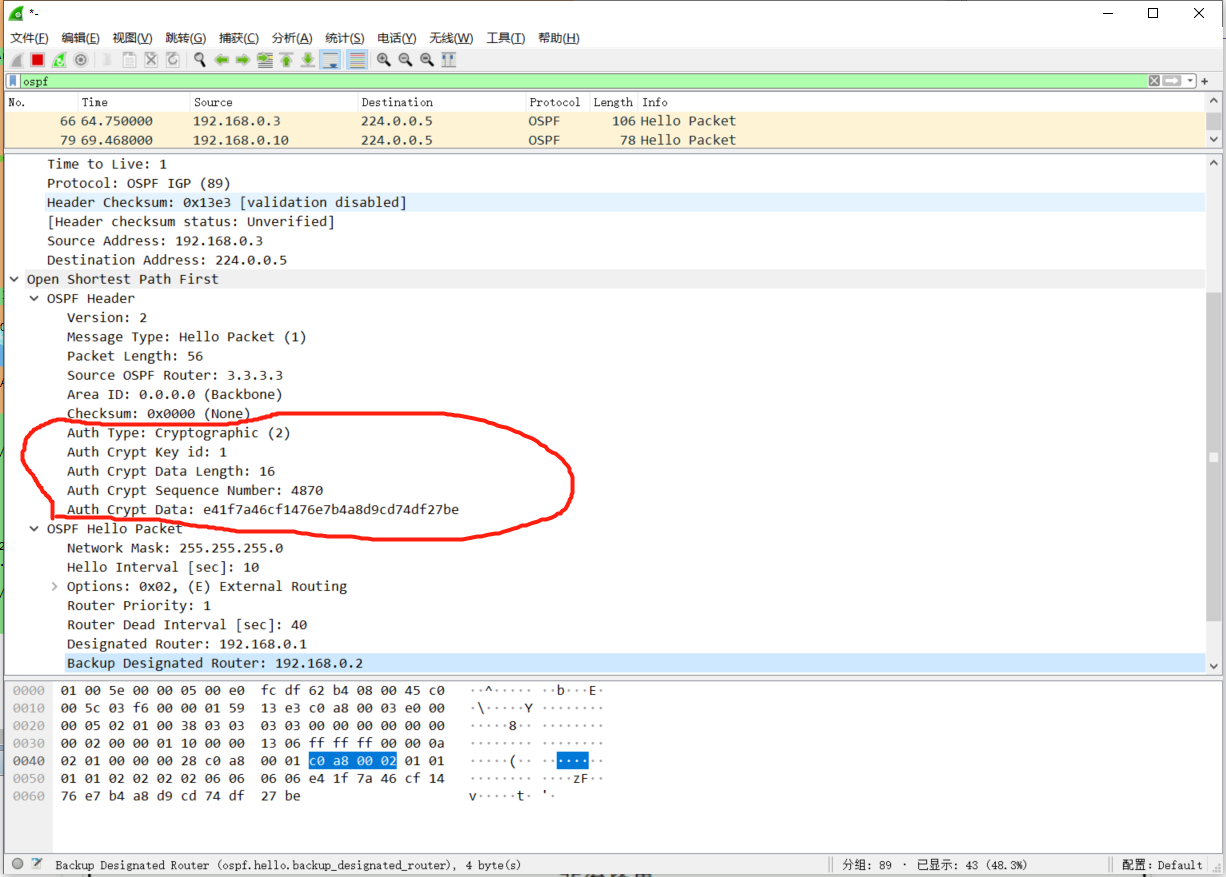 *-
文件(F) 编辑(E) 视图(V) 跳转(G) 捕获(C) 分析(A) 统计(S) 电话(Y) 无线(W) 工具(T) 帮助(H)
ospf
No. Time Source Destination Protocol Length Info
66 64.750000 192.168.0.3 224.0.0.5 OSPF 106 Hello Packet
79 69.468000 192.168.0.10 224.0.0.5 OSPF 78 Hello Packet
Time to Live: 1
Protocol: OSPF IGP (89)
Header Checksum: 0x13e3 [validation disabled]
[Header checksum status: Unverified]
Source Address: 192.168.0.3
Destination Address: 224.0.0.5
Open Shortest Path First
OSPF Header
Version: 2
Message Type: Hello Packet (1)
Packet Length: 56
Source OSPF Router: 3.3.3.3
Area ID: 0.0.0.0 (Backbone)
Checksum: 0x0000 (None)
Auth Type: Cryptographic (2)
Auth Crypt Key id: 1
Auth Crypt Data Length: 16
Auth Crypt Sequence Number: 4870
Auth Crypt Data: e41f7a46cf1476e7b4a8d9cd74df27be
OSPF Hello Packet
Network Mask: 255.255.255.0
Hello Interval [sec]: 10
Options: 0x02, (E) External Routing
Router Priority: 1
Router Dead Interval [sec]: 40
Designated Router: 192.168.0.1
Backup Designated Router: 192.168.0.2
0000 01 00 5e 00 00 05 00 e0 fc df 62 b4 08 00 45 c0 ··^····· ··b···E·
0010 00 5c 03 f6 00 00 01 59 13 e3 c0 a8 00 03 e0 00 ·\·····Y ········
0020 00 05 02 01 00 38 03 03 03 03 00 00 00 00 00 00 ·····8·· ········
0030 00 02 00 00 01 10 00 00 13 06 ff ff ff 00 00 0a ········ ········
0040 02 01 00 00 00 28 c0 a8 00 01 c0 a8 00 02 01 01 ·····(·· ········
0050 01 01 02 02 02 02 06 06 06 06 e4 1f 7a 46 cf 14 ········ ····zF··
0060 76 e7 b4 a8 d9 cd 74 df 27 be v·····t· '·
Backup Designated Router (ospf.hello.backup_designated_router), 4 byte(s) 分组: 89 · 已显示: 43 (48.3%) 配置: Default